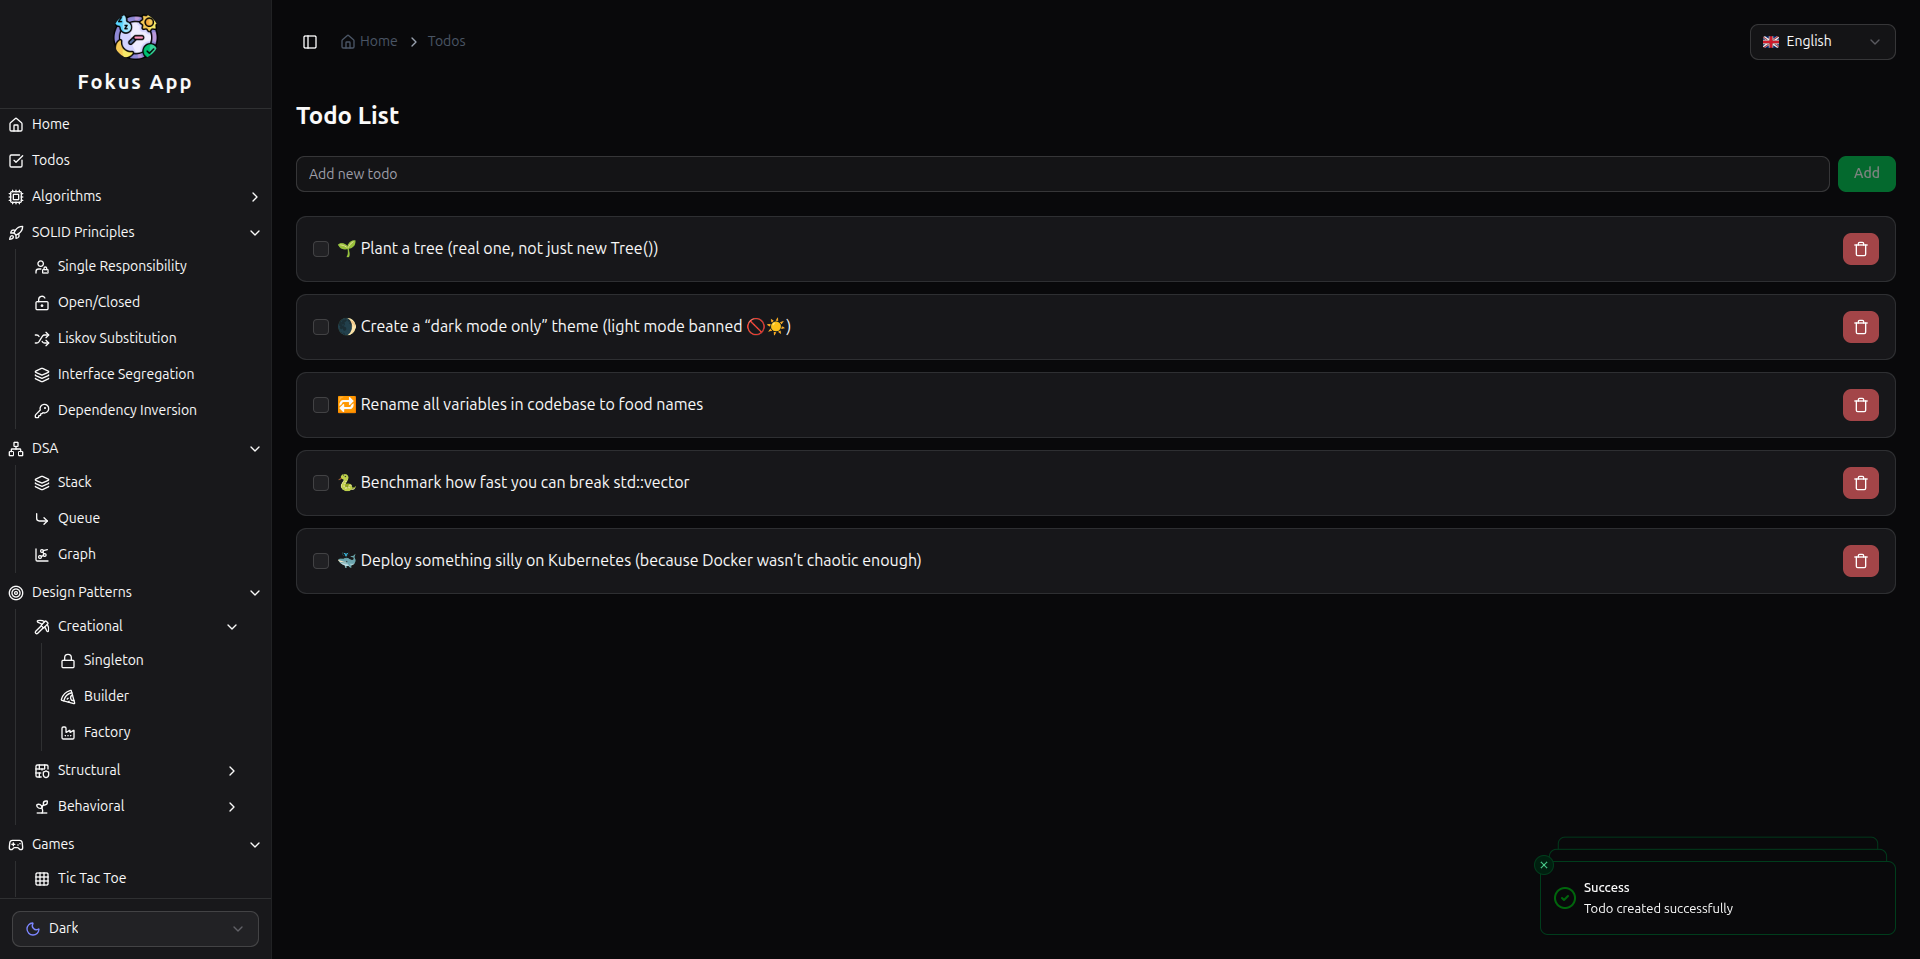 Fokus App
Home
Todos
Algorithms
SOLID Principles
Single Responsibility
Open/Closed
Liskov Substitution
Interface Segregation
Dependency Inversion
DSA
Stack
Queue
Graph
Design Patterns
Creational
Singleton
Builder
Factory
Structural
Behavioral
Games
Tic Tac Toe
Dark
Home
Todos
English
Todo List
Add new todo
Add
🌱 Plant a tree (real one, not just new Tree())
🌒 Create a “dark mode only” theme (light mode banned 🚫☀️)
🔁 Rename all variables in codebase to food names
🐍 Benchmark how fast you can break std::vector
🐳 Deploy something silly on Kubernetes (because Docker wasn’t chaotic enough)
Success
Todo created successfully